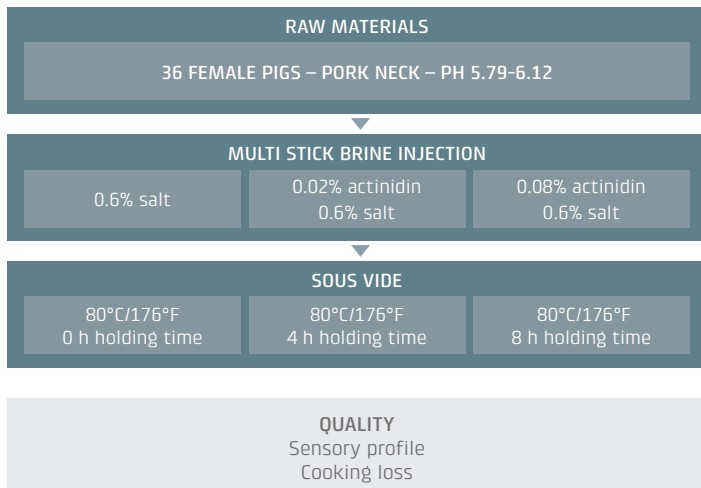 RAW MATERIALS
36 FEMALE PIGS – PORK NECK – PH 5.79-6.12
MULTI STICK BRINE INJECTION
0.6% salt
0.02% actinidin
0.6% salt
0.08% actinidin
0.6% salt
SOUS VIDE
80°C/176°F
0 h holding time
80°C/176°F
4 h holding time
80°C/176°F
8 h holding time
QUALITY
Sensory profile
Cooking loss